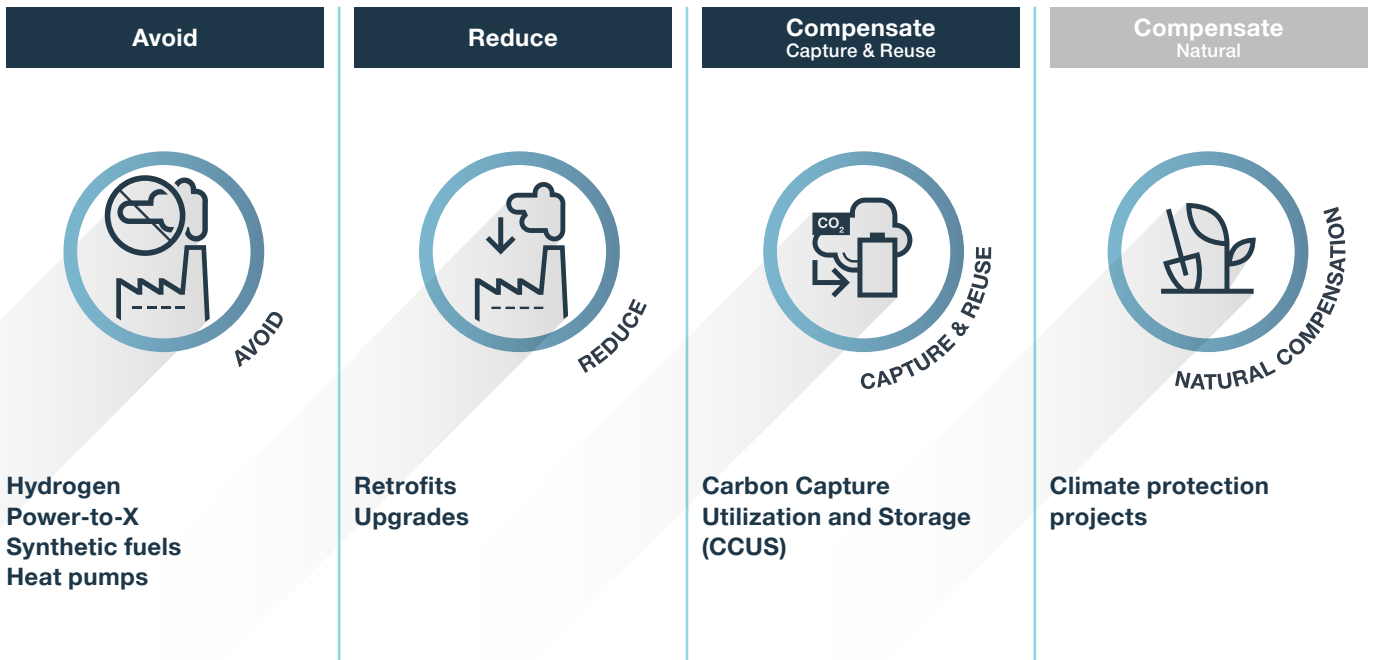 Avoid
AVOID
Hydrogen
Power-to-X
Synthetic fuels
Heat pumps
Reduce
REDUCE
Retrofits
Upgrades
Compensate
Capture & Reuse
CO₂
CAPTURE & REUSE
Carbon Capture
Utilization and Storage
(CCUS)
Compensate
Natural
NATURAL COMPENSATION
Climate protection
projects